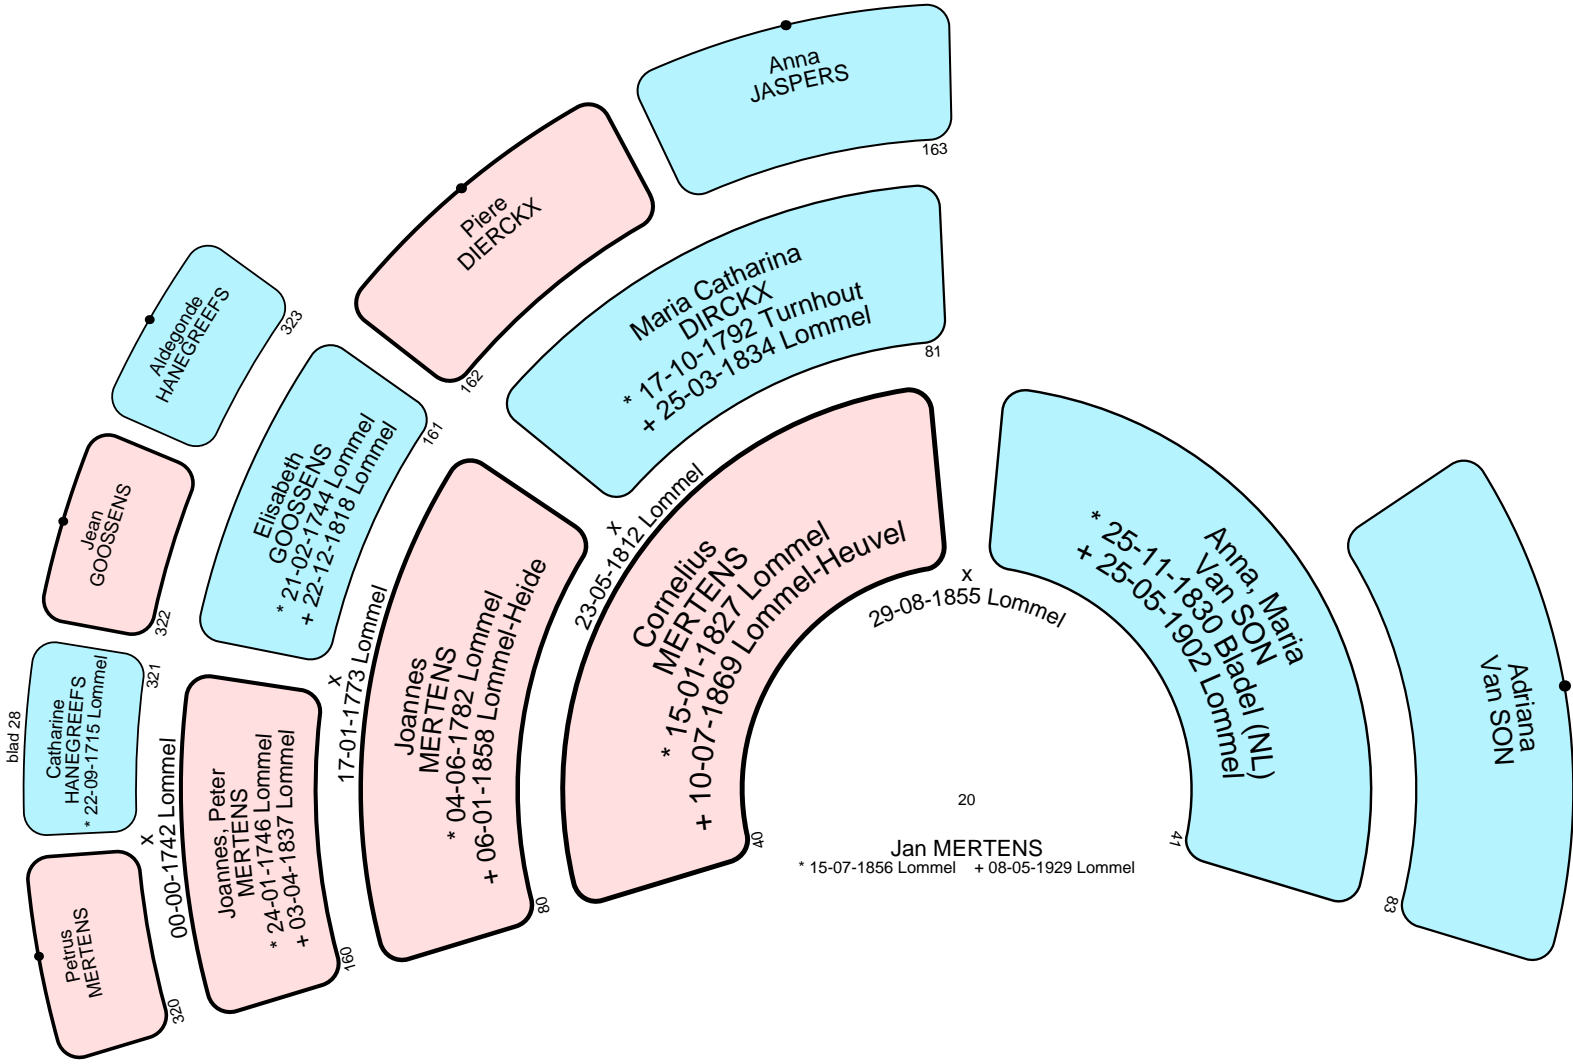 Anna
JASPERS
163
Piere
DIERCKX
162
Maria Catharina
DIRCKX
* 17-10-1792 Turnhout
+ 25-03-1834 Lommel
81
Aldegonde
HANEGREEFS
323
Elisabeth
GOOSSENS
* 21-02-1744 Lommel
+ 22-12-1818 Lommel
161
Jean
GOOSSENS
322
x
23-05-1812 Lommel
Cornelius
MERTENS
* 15-01-1827 Lommel
+ 10-07-1869 Lommel-Heuvel
40
x
29-08-1855 Lommel
Anna, Maria
Van SON
* 25-11-1830 Bladel (NL)
+ 25-05-1902 Lommel
41
Adriana
Van SON
83
x
17-01-1773 Lommel
Joannes
MERTENS
* 04-06-1782 Lommel
+ 06-01-1858 Lommel-Heide
80
blad 28
Catharine
HANEGREEFS
* 22-09-1715 Lommel
321
x
00-00-1742 Lommel
Joannes, Peter
MERTENS
* 24-01-1746 Lommel
+ 03-04-1837 Lommel
160
Petrus
MERTENS
320
20
Jan MERTENS
* 15-07-1856 Lommel + 08-05-1929 Lommel